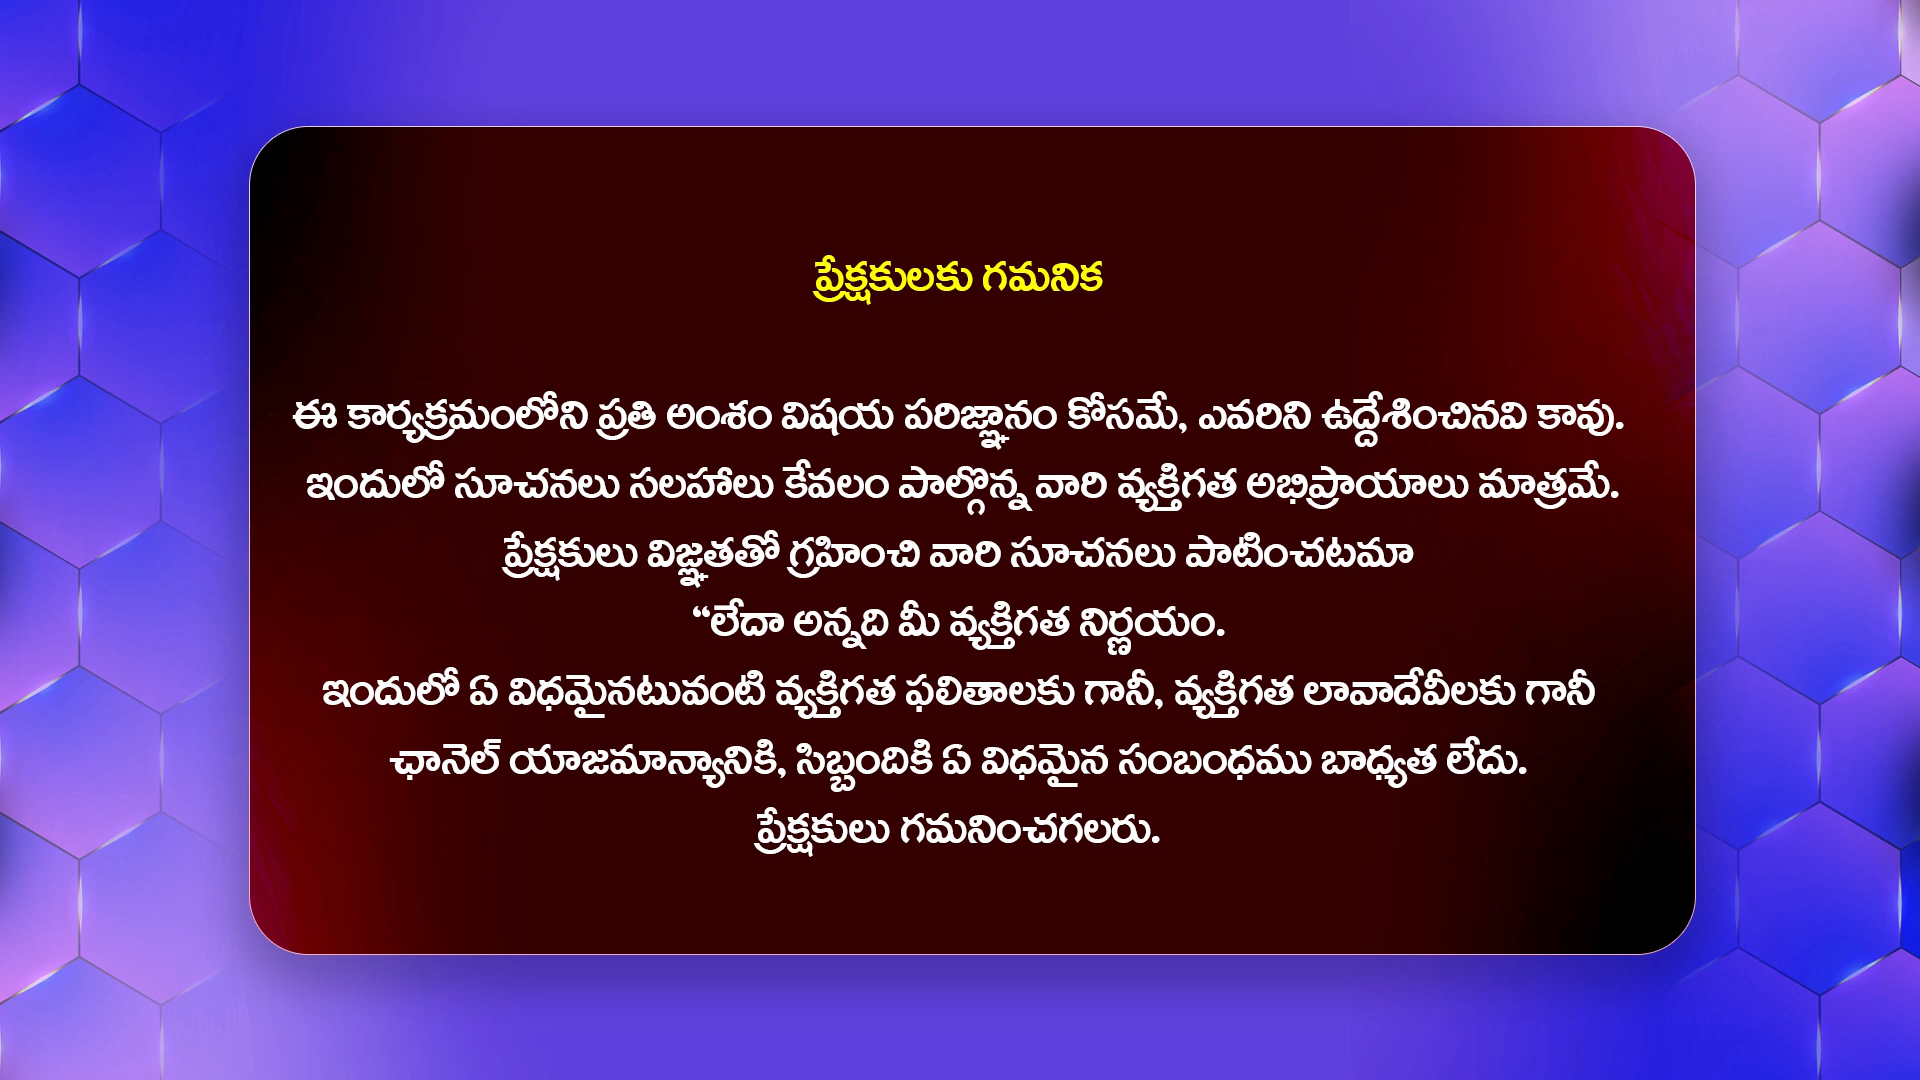 ప్రేక్షకులకు గమనిక
ఈ కార్యక్రమంలోని ప్రతి అంశం విషయ పరిజ్ఞానం కోసమే, ఎవరిని ఉద్దేశించినవి కావు.
ఇందులో సూచనలు సలహాలు కేవలం పాల్గొన్న వారి వ్యక్తిగత అభిప్రాయాలు మాత్రమే.
ప్రేక్షకులు విజ్ఞతతో గ్రహించి వారి సూచనలు పాటించటమా
“లేదా అన్నది మీ వ్యక్తిగత నిర్ణయం.
ఇందులో ఏ విధమైనటువంటి వ్యక్తిగత ఫలితాలకు గానీ, వ్యక్తిగత లావాదేవీలకు గానీ
ఛానెల్ యాజమాన్యానికి, సిబ్బందికి ఏ విధమైన సంబంధము బాధ్యత లేదు.
ప్రేక్షకులు గమనించగలరు.